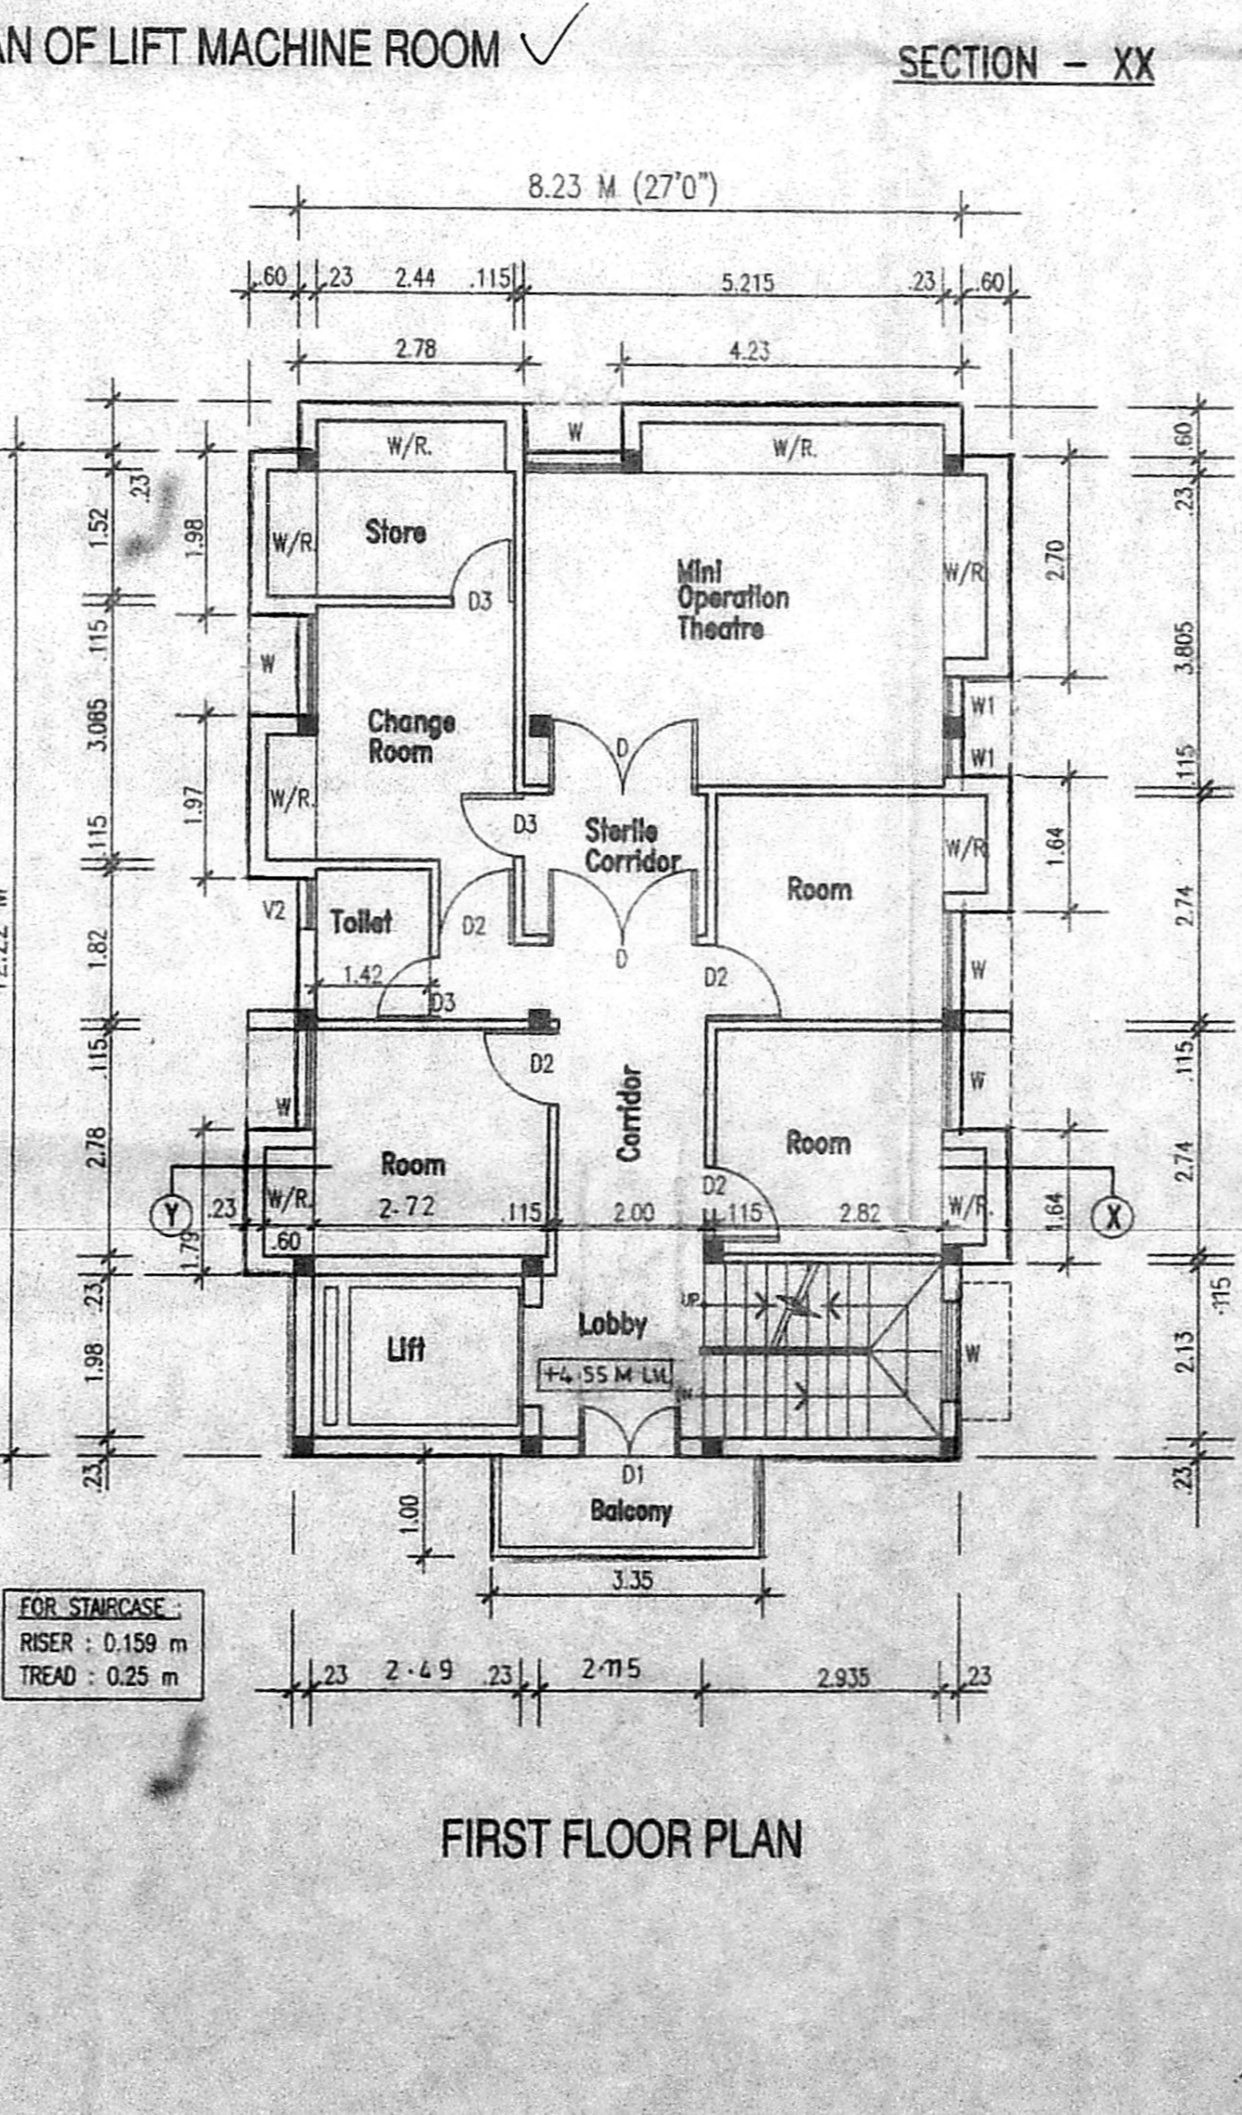 AN OF LIFT MACHINE ROOM
SECTION - XX
8.23 M (27'0")
.60 .23 2.44 .115 5.215 .23 .60
2.78 4.23
W/R. W W/R.
.60
.23
.23
1.52
1.98
W/R. Store
D3
Mini
Operation
Theatre
W/R
2.70
.115
W
3.805
3.085
Change
Room
D
W1
W1
W/R.
1.97
D3
Sterile
Corridor
.115
W/R
1.64
.115
Room
V2
Toilet
D2
2.74
1.82
1.42
D3
D
D2
W
.115
D2
.115
W
W
Corridor
2.78
Room
Room
2.74
Y
.23
W/R.
2.72
.115
2.00
D2
.115
2.82
W/R.
1.64
X
1.79
.60
.23
.115
Lift
Lobby
UP
1.98
+4.55 M LVL
W
2.13
.23
D1
.23
1.00
Balcony
3.35
FOR STAIRCASE :
RISER : 0.159 m
TREAD : 0.25 m
.23 2.49 .23 2.115 2.935 .23
FIRST FLOOR PLAN